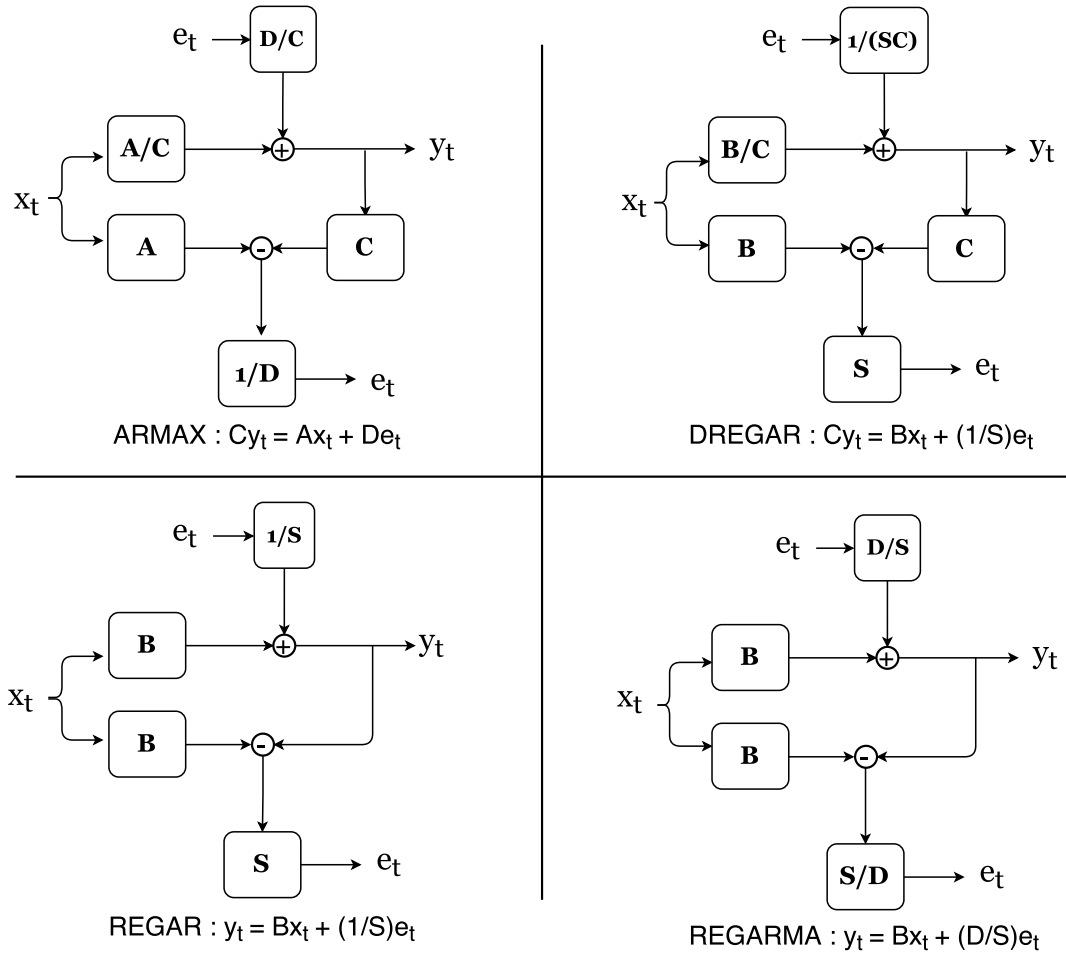 e_t
D/C
A/C
y_t
x_t
A
C
1/D
e_t
ARMAX : Cy_t = Ax_t + De_t
e_t
1/(SC)
B/C
y_t
x_t
B
C
S
e_t
DREGAR : Cy_t = Bx_t + (1/S)e_t
e_t
1/S
B
y_t
x_t
B
S
e_t
REGAR : y_t = Bx_t + (1/S)e_t
e_t
D/S
B
y_t
x_t
B
S/D
e_t
REGARMA : y_t = Bx_t + (D/S)e_t
+
-
+
-
+
-
+
-